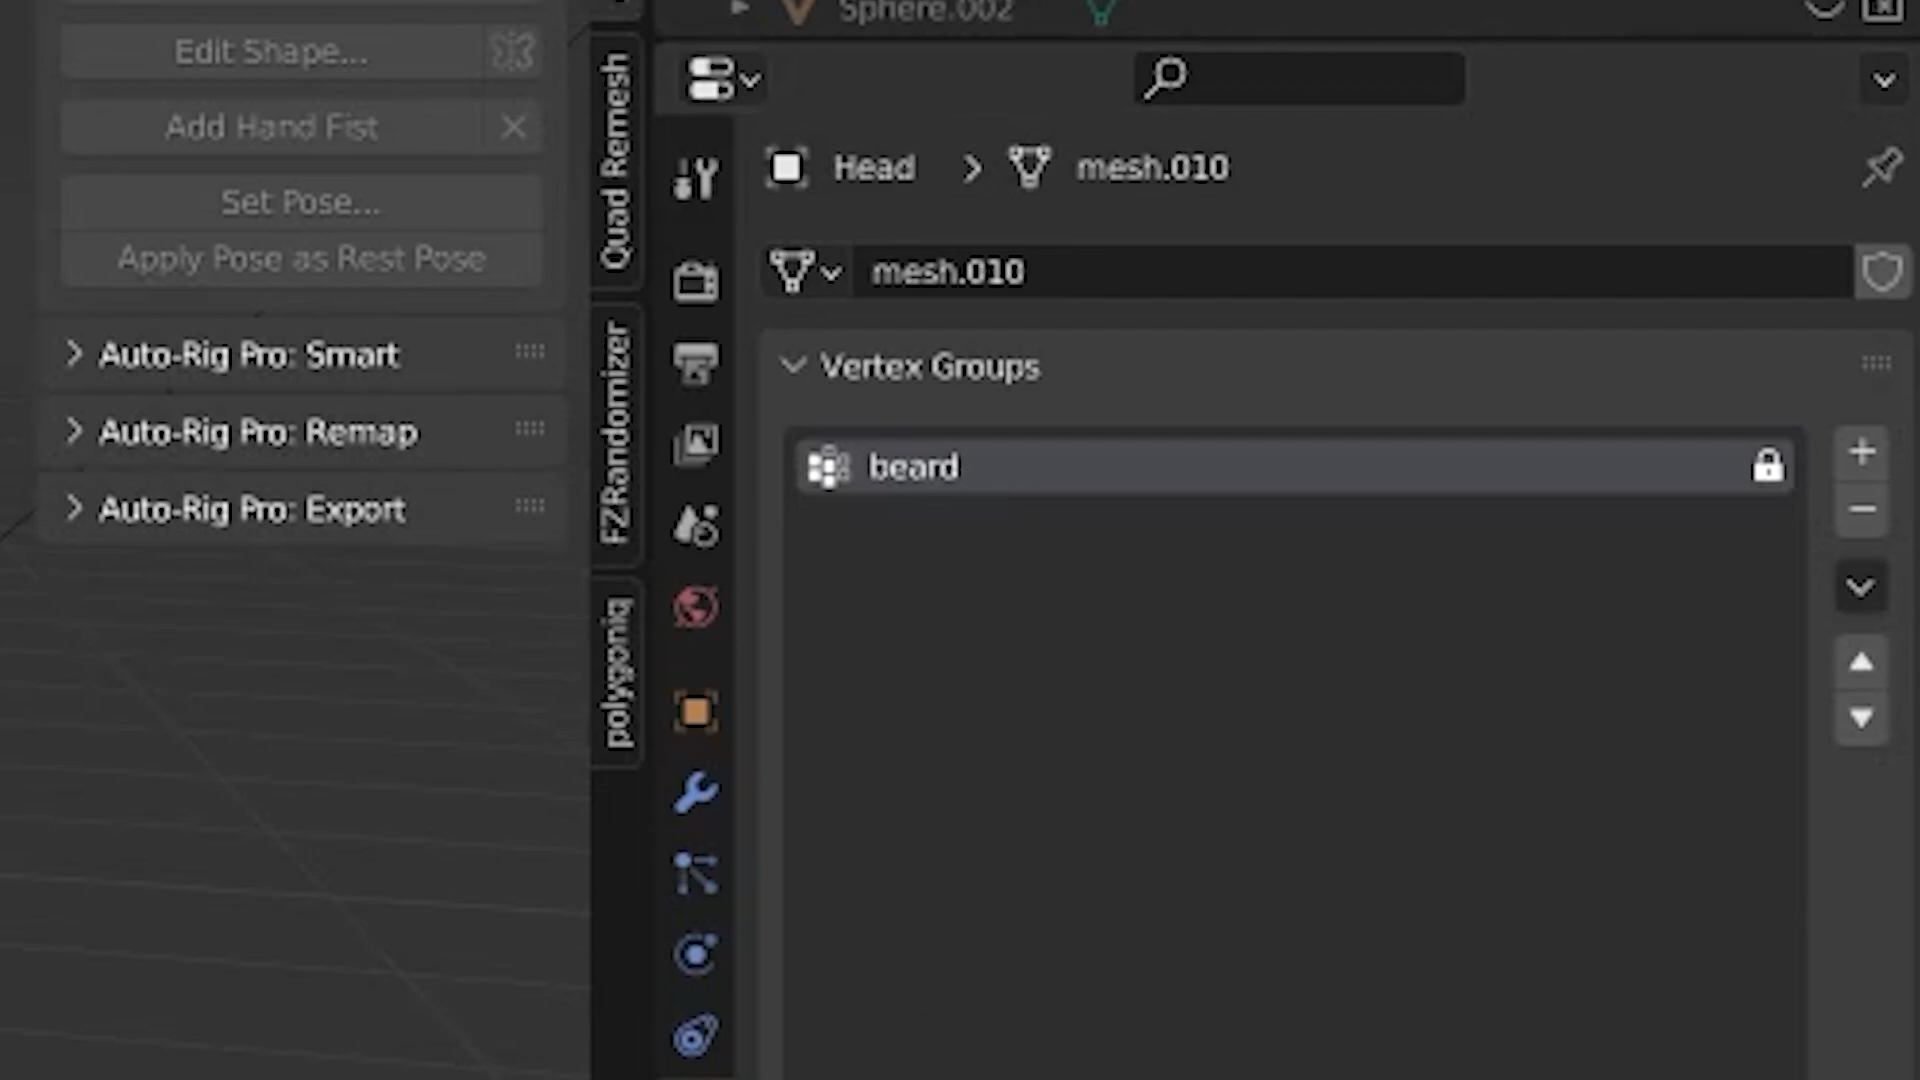 Edit Shape...
Add Hand Fist
Set Pose...
Apply Pose as Rest Pose
Auto-Rig Pro: Smart
Auto-Rig Pro: Remap
Auto-Rig Pro: Export
Quad Remesh
FZRandomizer
polygoniq
Sphere.002
Head
mesh.010
mesh.010
Vertex Groups
beard